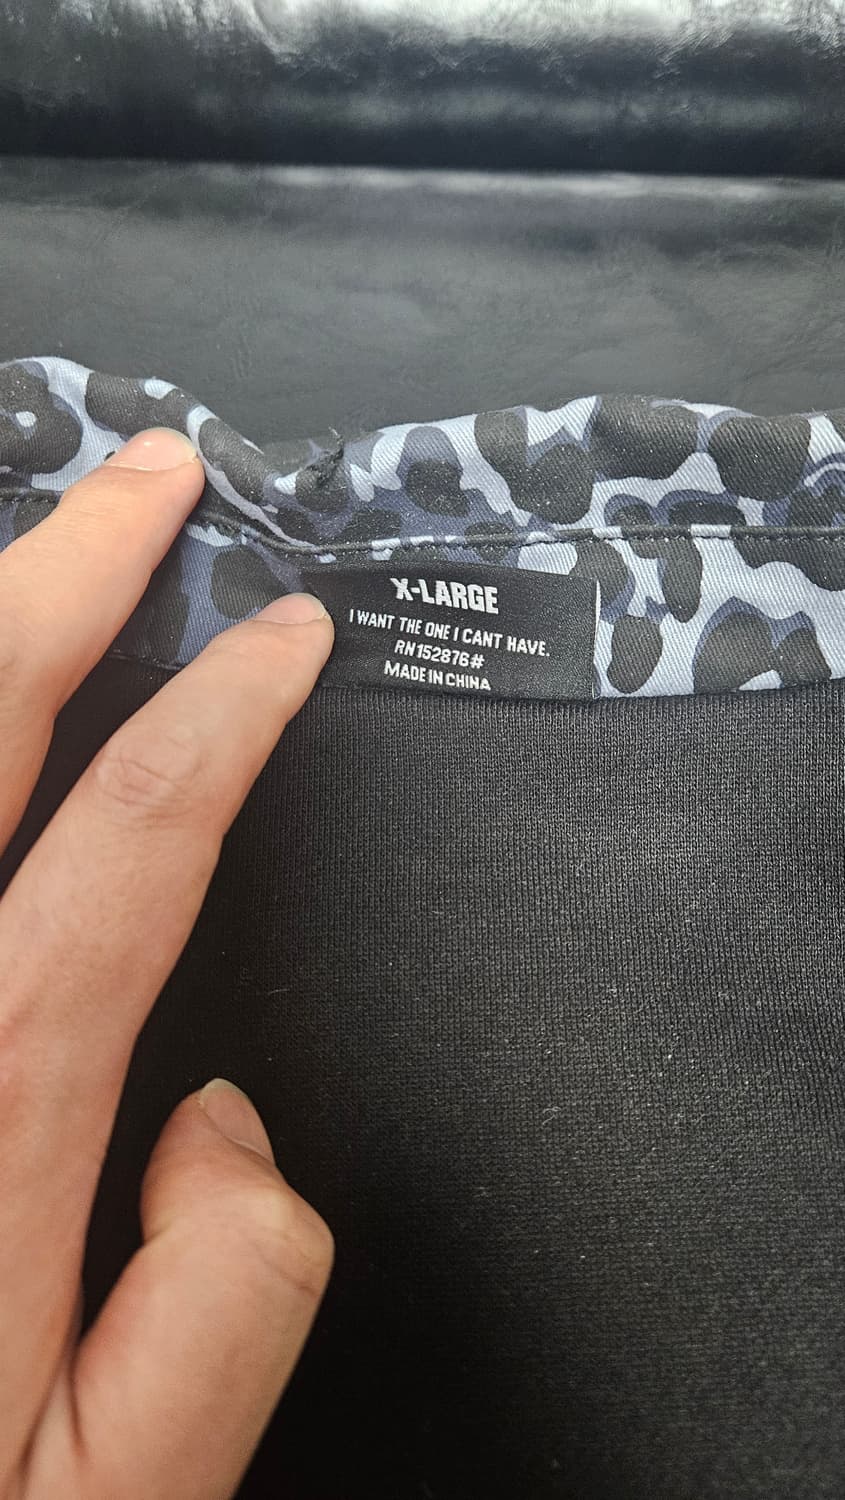 X-LARGE
I WANT THE ONE I CANT HAVE.
RN152876#
MADE IN CHINA